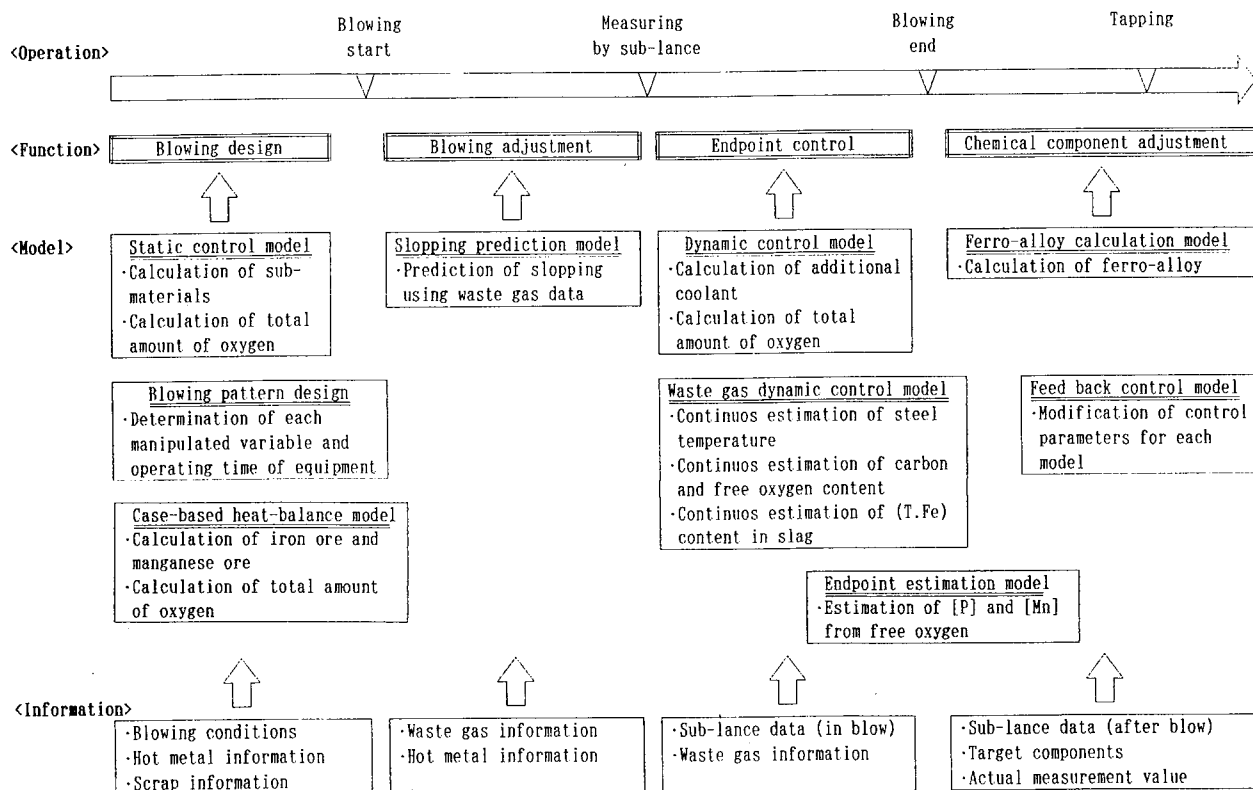 Blowing
start
Measuring
by sub-lance
Blowing
end
Tapping
<Operation>
<Function>
Blowing design
Blowing adjustment
Endpoint control
Chemical component adjustment
<Model>
Static control model
·Calculation of sub-
materials
·Calculation of total
amount of oxygen
Slopping prediction model
·Prediction of slopping
using waste gas data
Dynamic control model
·Calculation of additional
coolant
·Calculation of total
amount of oxygen
Ferro-alloy calculation model
·Calculation of ferro-alloy
Blowing pattern design
·Determination of each
manipulated variable and
operating time of equipment
Waste gas dynamic control model
·Continuos estimation of steel
temperature
·Continuos estimation of carbon
and free oxygen content
·Continuos estimation of (T.Fe)
content in slag
Feed back control model
·Modification of control
parameters for each
model
Case-based heat-balance model
·Calculation of iron ore and
manganese ore
·Calculation of total amount
of oxygen
Endpoint estimation model
·Estimation of [P] and [Mn]
from free oxygen
<Information>
·Blowing conditions
·Hot metal information
·Scrap information
·Waste gas information
·Hot metal information
·Sub-lance data (in blow)
·Waste gas information
·Sub-lance data (after blow)
·Target components
·Actual measurement value